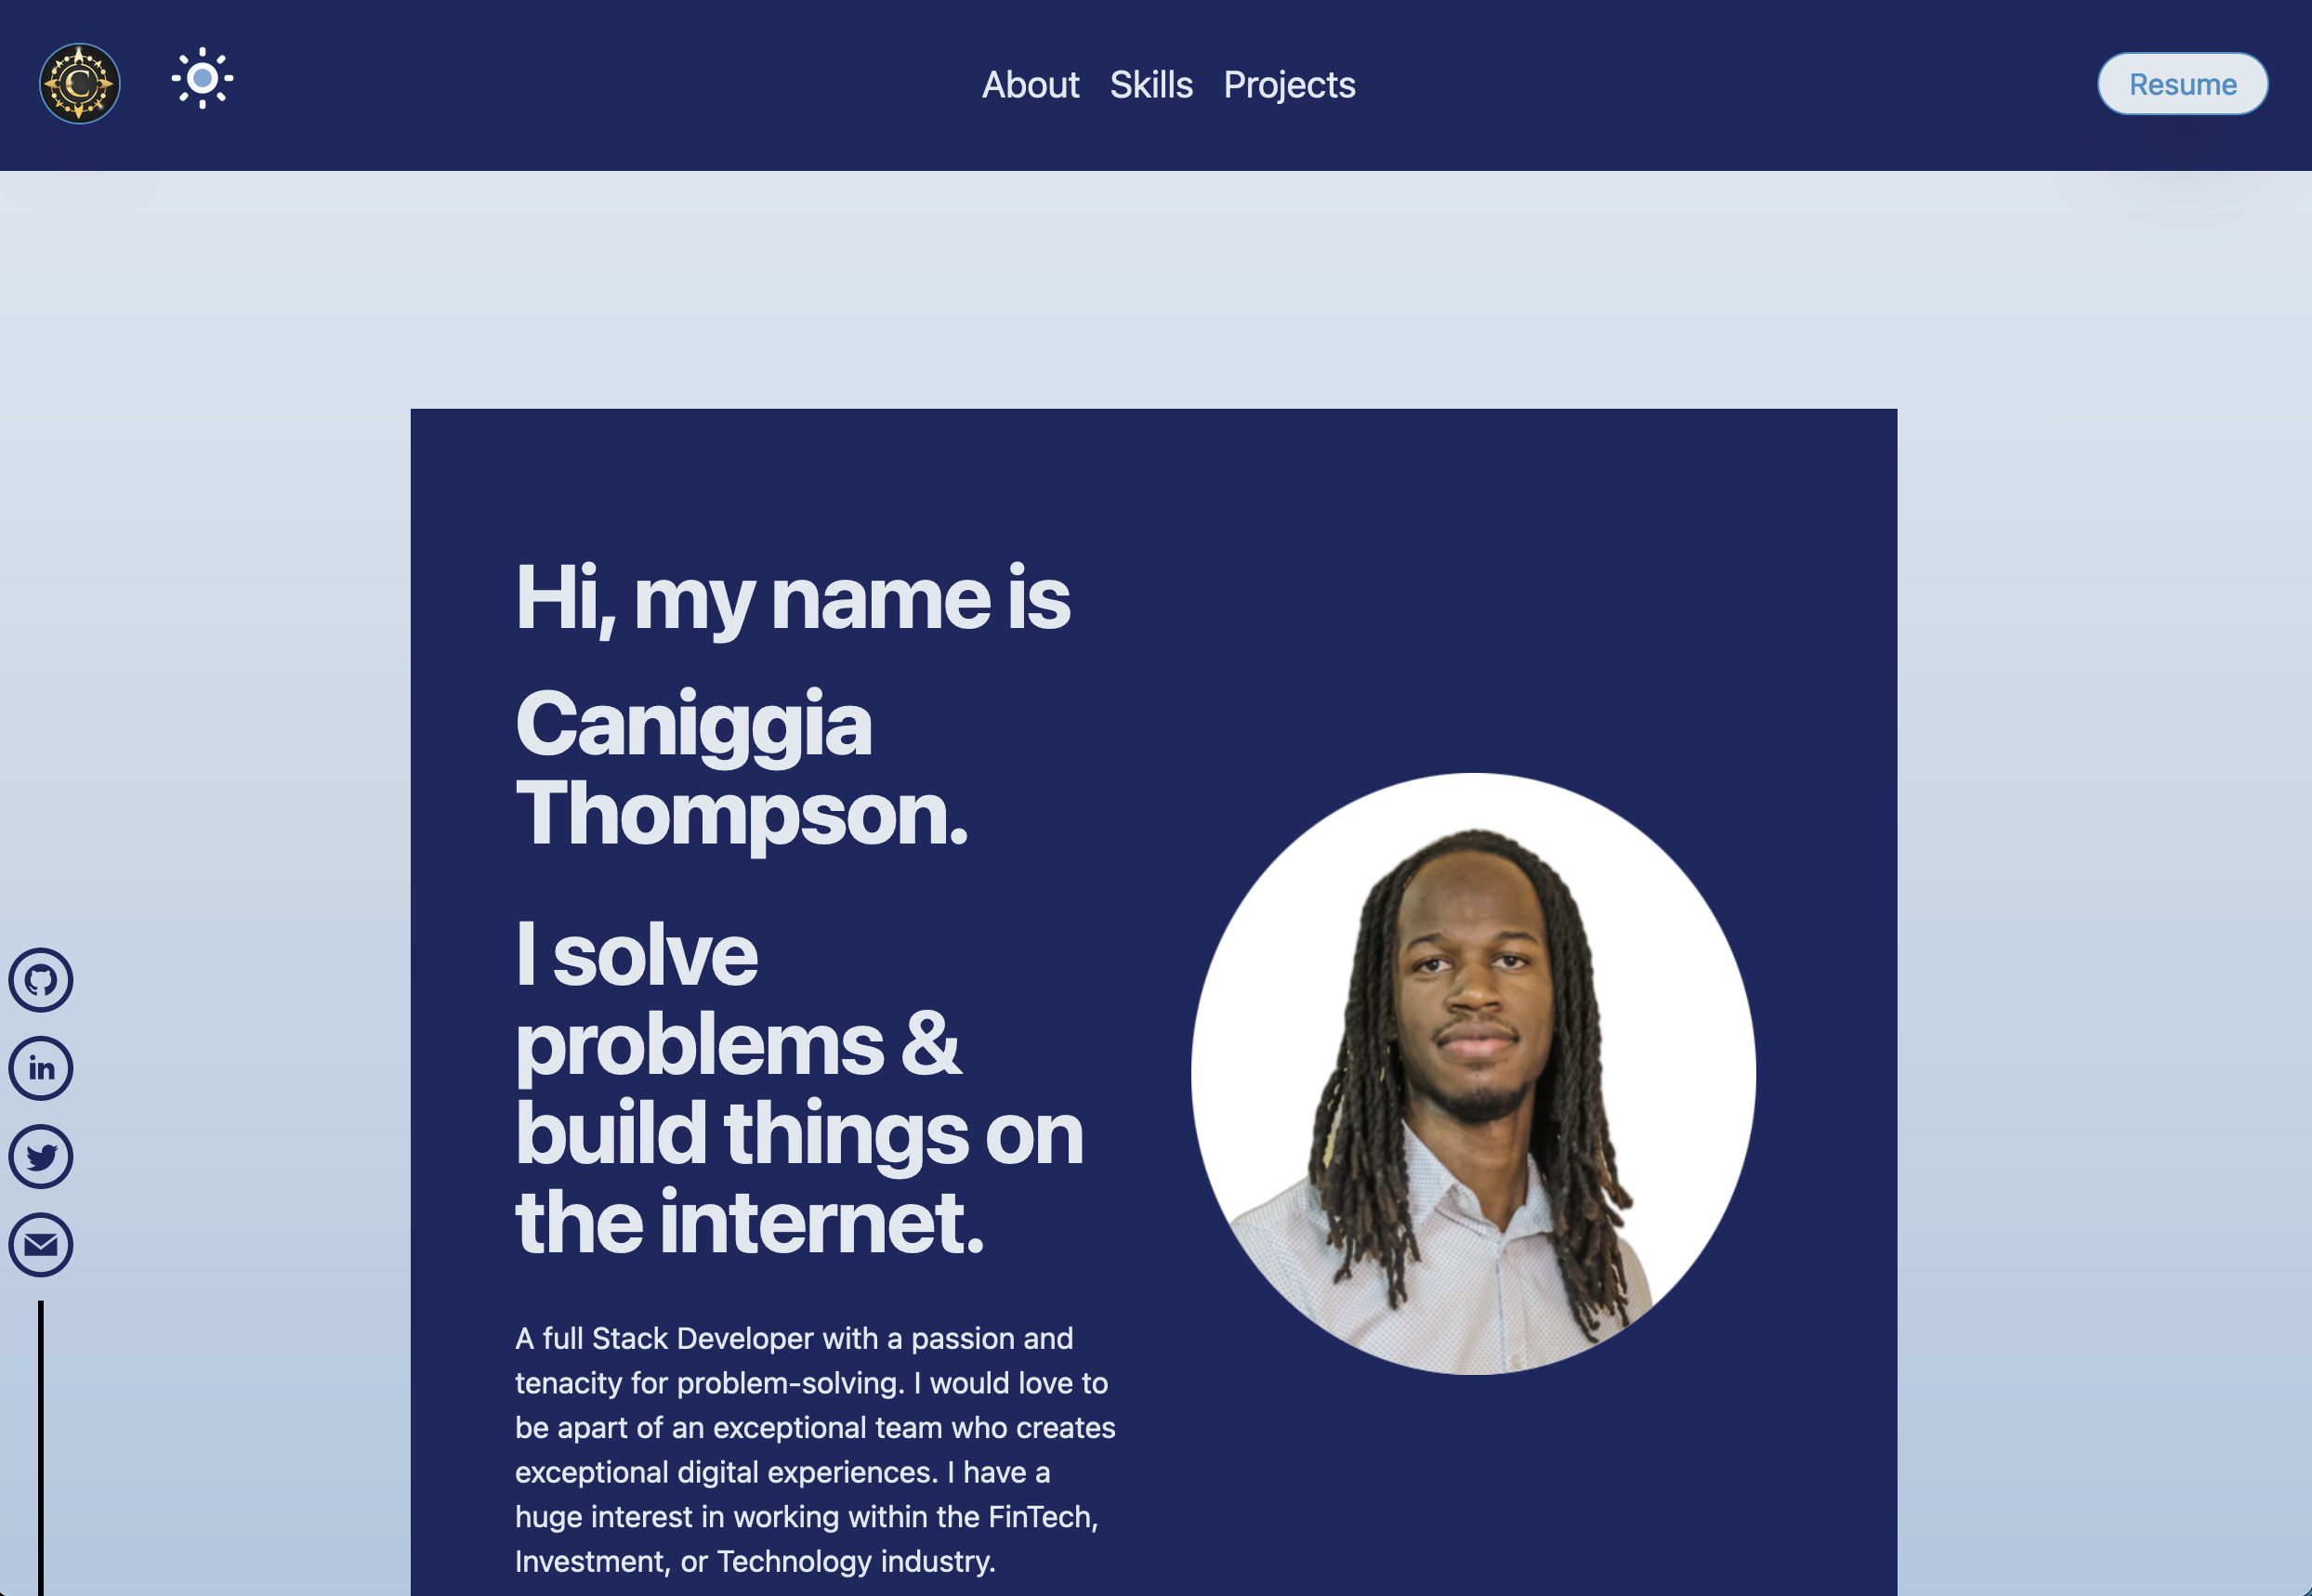 C
About Skills Projects
Resume
Hi, my name is
Caniggia
Thompson.
I solve
problems &
build things on
the internet.
A full Stack Developer with a passion and
tenacity for problem-solving. I would love to
be apart of an exceptional team who creates
exceptional digital experiences. I have a
huge interest in working within the FinTech,
Investment, or Technology industry.
in